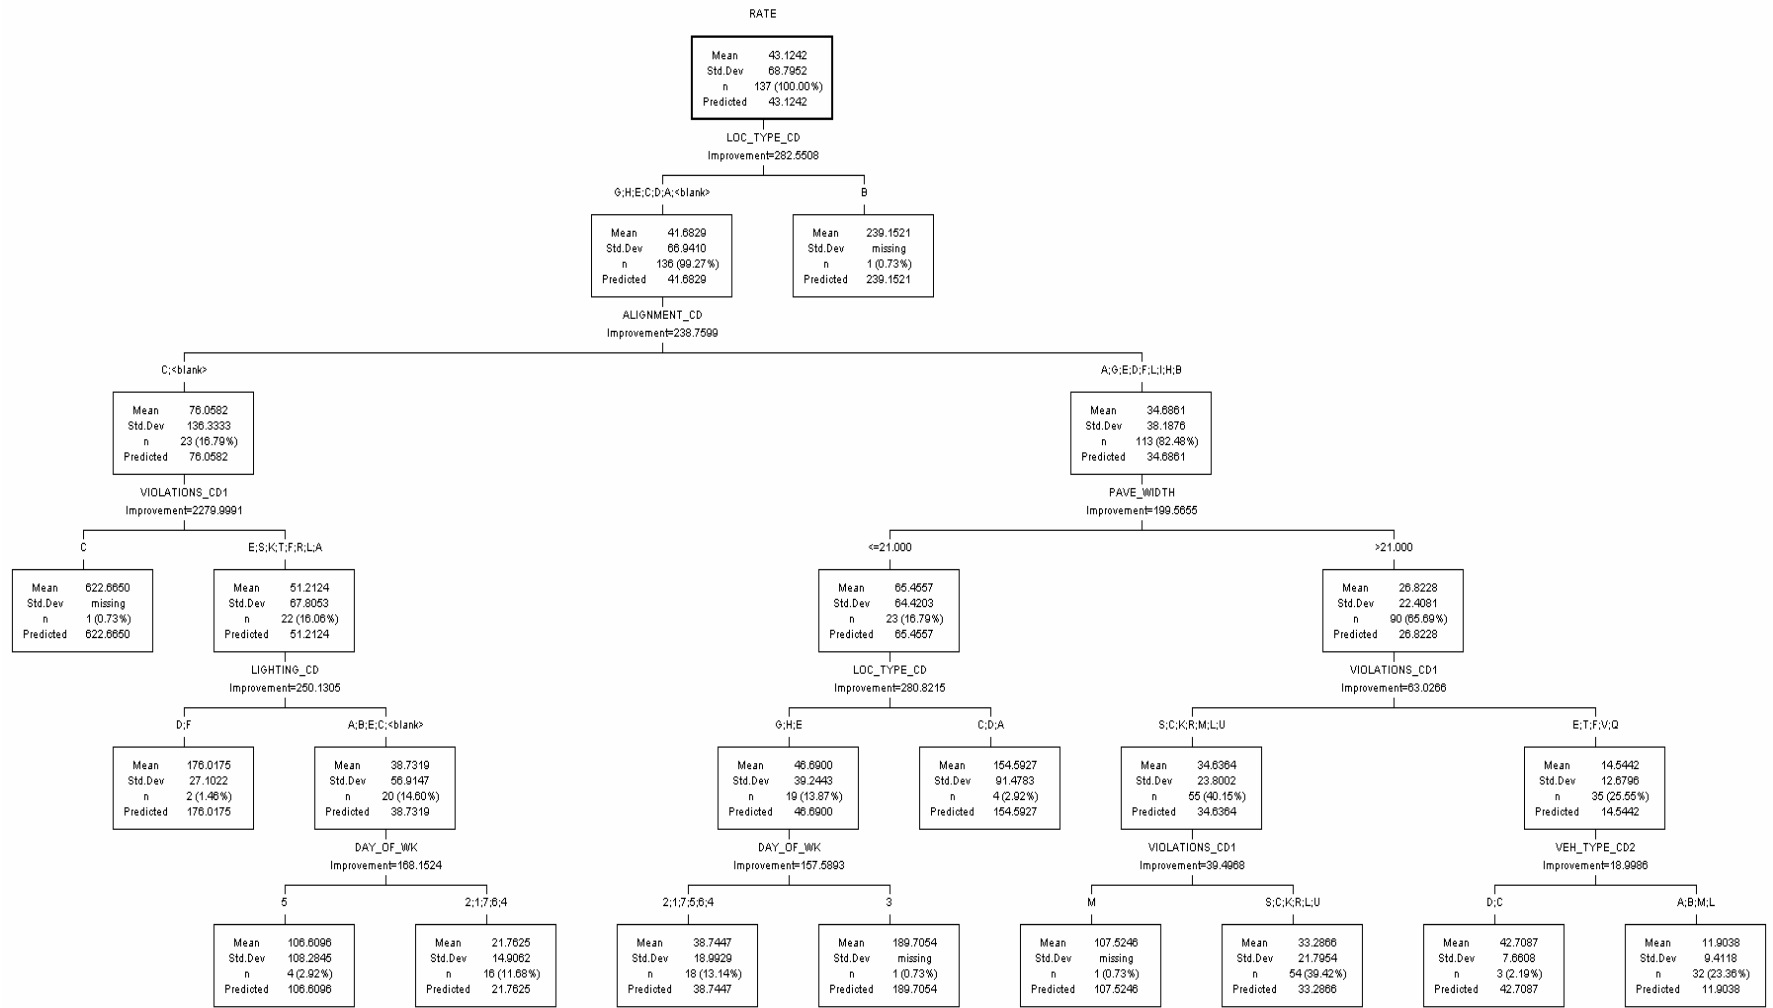 RATE
Mean 43.1242
Std.Dev 68.7952
n 137 (100.00%)
Predicted 43.1242
LOC_TYPE_CD
Improvement=282.5508
G;H;E;C;D;A;<blank>
B
Mean 41.6829
Std.Dev 66.9410
n 136 (99.27%)
Predicted 41.6829
Mean 239.1521
Std.Dev missing
n 1 (0.73%)
Predicted 239.1521
ALIGNMENT_CD
Improvement=238.7599
C;<blank>
A;G;E;D;F;L;I;H;B
Mean 76.0582
Std.Dev 136.3333
n 23 (16.79%)
Predicted 76.0582
Mean 34.6861
Std.Dev 38.1876
n 113 (82.48%)
Predicted 34.6861
VIOLATIONS_CD1
Improvement=2279.9991
PAVE_WIDTH
Improvement=199.5655
C
E;S;K;T;F;R;L;A
<=21.000
>21.000
Mean 622.6650
Std.Dev missing
n 1 (0.73%)
Predicted 622.6650
Mean 51.2124
Std.Dev 67.8053
n 22 (16.06%)
Predicted 51.2124
Mean 65.4557
Std.Dev 64.4203
n 23 (16.79%)
Predicted 65.4557
Mean 26.8228
Std.Dev 22.4081
n 90 (65.69%)
Predicted 26.8228
LIGHTING_CD
Improvement=250.1305
LOC_TYPE_CD
Improvement=280.8215
VIOLATIONS_CD1
Improvement=63.0266
D;F
A;B;E;C;<blank>
G;H;E
C;D;A
S;C;K;R;M;L;U
E;T;F;V;Q
Mean 176.0175
Std.Dev 27.1022
n 2 (1.46%)
Predicted 176.0175
Mean 38.7319
Std.Dev 56.9147
n 20 (14.60%)
Predicted 38.7319
Mean 46.6900
Std.Dev 39.2443
n 19 (13.87%)
Predicted 46.6900
Mean 154.5927
Std.Dev 91.4783
n 4 (2.92%)
Predicted 154.5927
Mean 34.6364
Std.Dev 23.8002
n 55 (40.15%)
Predicted 34.6364
Mean 14.5442
Std.Dev 12.6796
n 35 (25.55%)
Predicted 14.5442
DAY_OF_WK
Improvement=168.1524
DAY_OF_WK
Improvement=157.5893
VIOLATIONS_CD1
Improvement=39.4968
VEH_TYPE_CD2
Improvement=18.9986
5
2;1;7;6;4
2;1;7;5;6;4
3
M
S;C;K;R;L;U
D;C
A;B;M;L
Mean 106.6096
Std.Dev 108.2845
n 4 (2.92%)
Predicted 106.6096
Mean 21.7625
Std.Dev 14.9062
n 16 (11.68%)
Predicted 21.7625
Mean 38.7447
Std.Dev 18.9929
n 18 (13.14%)
Predicted 38.7447
Mean 189.7054
Std.Dev missing
n 1 (0.73%)
Predicted 189.7054
Mean 107.5246
Std.Dev missing
n 1 (0.73%)
Predicted 107.5246
Mean 33.2866
Std.Dev 21.7954
n 54 (39.42%)
Predicted 33.2866
Mean 42.7087
Std.Dev 7.6608
n 3 (2.19%)
Predicted 42.7087
Mean 11.9038
Std.Dev 9.4118
n 32 (23.36%)
Predicted 11.9038